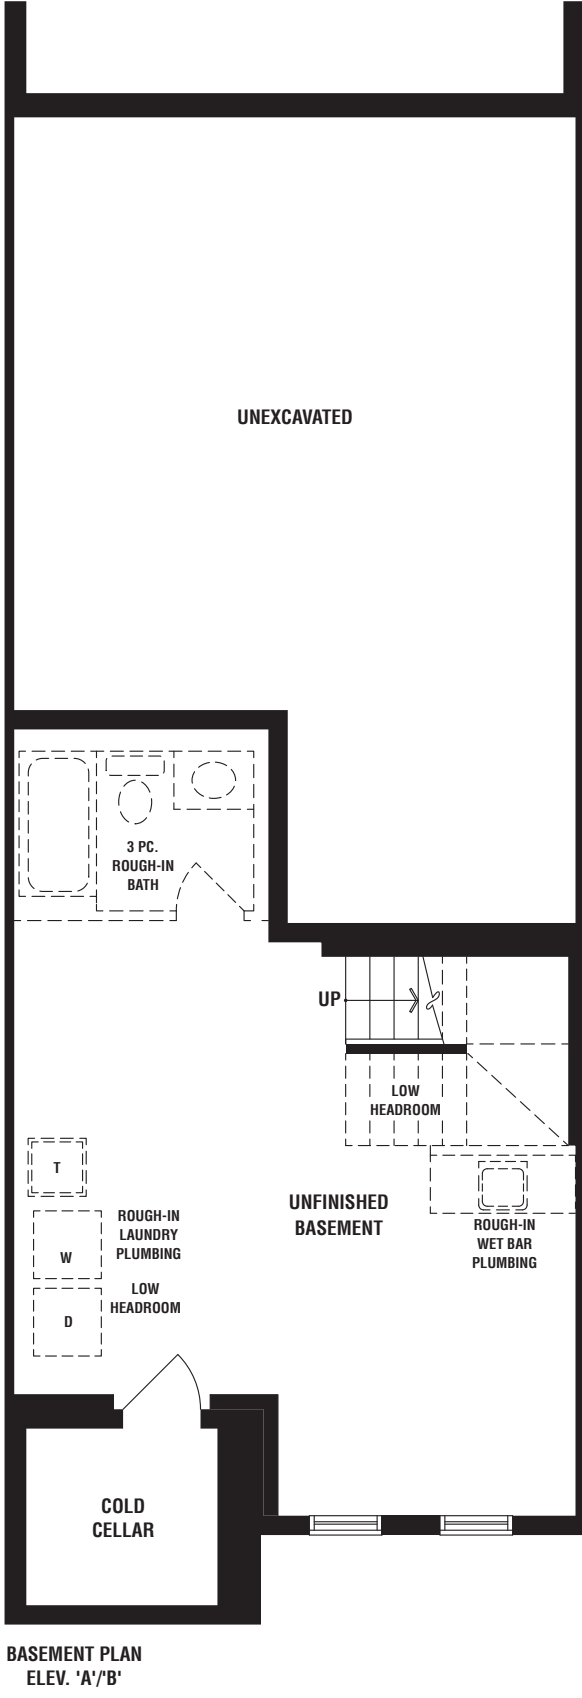 UNEXCAVATED
3 PC.
ROUGH-IN
BATH
UP
LOW
HEADROOM
T
UNFINISHED
BASEMENT
ROUGH-IN
LAUNDRY
PLUMBING
ROUGH-IN
WET BAR
PLUMBING
W
LOW
HEADROOM
D
COLD
CELLAR
BASEMENT PLAN
ELEV. 'A'/'B'